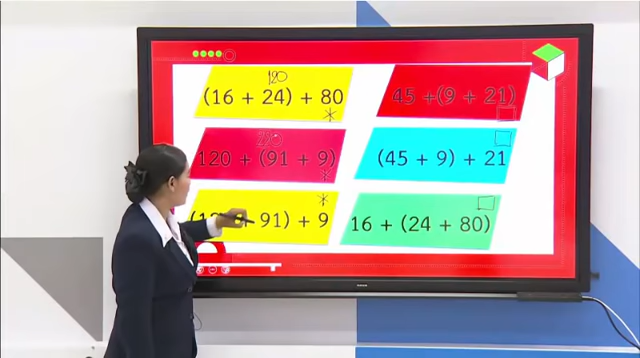 120
(16 + 24) + 80
45 +(9 + 21)
120 + (91 + 9)
(45 + 9) + 21
+ 91) + 9
16 + (24 + 80)